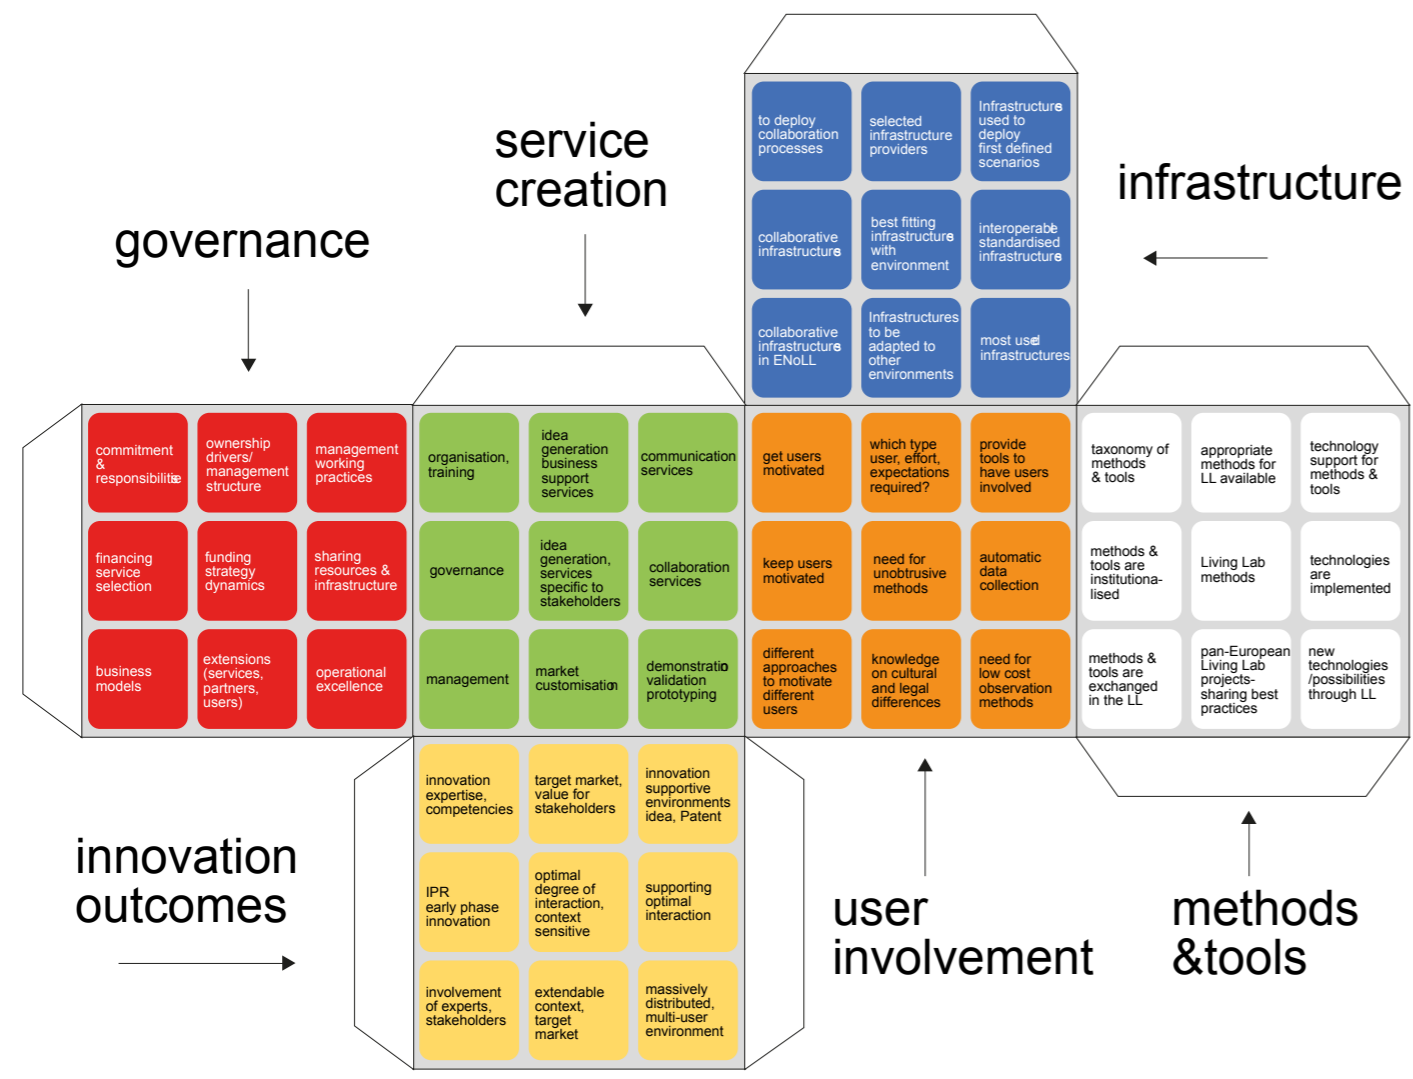 service
creation
governance
infrastructure
to deploy
collaboration
processes
selected
infrastructure
providers
Infrastructures
used to
deploy
first defined
scenarios
collaborative
infrastructures
best fitting
infrastructures
with
environment
interoperable
standardised
infrastructures
collaborative
infrastructures
in ENoLL
Infrastructures
to be
adapted to
other
environments
most used
infrastructures
commitment
&
responsibilitie
ownership
drivers/
management
structure
management
working
practices
financing
service
selection
funding
strategy
dynamics
sharing
resources &
infrastructure
business
models
extensions
(services,
partners,
users)
operational
excellence
organisation,
training
idea
generation
business
support
services
communication
services
governance
idea
generation,
services
specific to
stakeholders
collaboration
services
management
market
customisation
demonstratio
validation
prototyping
get users
motivated
which type
user, effort,
expectations
required?
provide
tools to
have users
involved
keep users
motivated
need for
unobtrusive
methods
automatic
data
collection
different
approaches
to motivate
different
users
knowledge
on cultural
and legal
differences
need for
low cost
observation
methods
taxonomy of
methods
& tools
appropriate
methods for
LL available
technology
support for
methods &
tools
methods &
tools are
institutiona-
lised
Living Lab
methods
technologies
are
implemented
methods &
tools are
exchanged
in the LL
pan-European
Living Lab
projects-
sharing best
practices
new
technologies
/possibilities
through LL
innovation
expertise,
competencies
target market,
value for
stakeholders
innovation
supportive
environments
idea, Patent
IPR
early phase
innovation
optimal
degree of
interaction,
context
sensitive
supporting
optimal
interaction
involvement
of experts,
stakeholders
extendable
context,
target
market
massively
distributed,
multi-user
environment
innovation
outcomes
user
involvement
methods
&tools